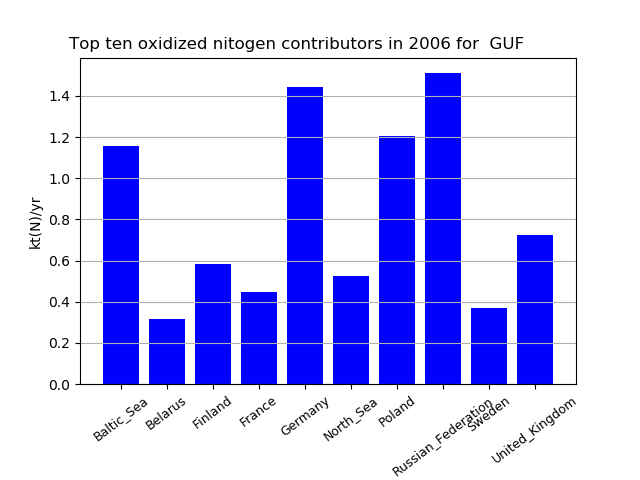 Top ten oxidized nitogen contributors in 2006 for  GUF
kt(N)/yr
1.4
1.2
1.0
0.8
0.6
0.4
0.2
0.0
Baltic_Sea
Belarus
Finland
France
Germany
North_Sea
Poland
Russian_Federation
Sweden
United_Kingdom